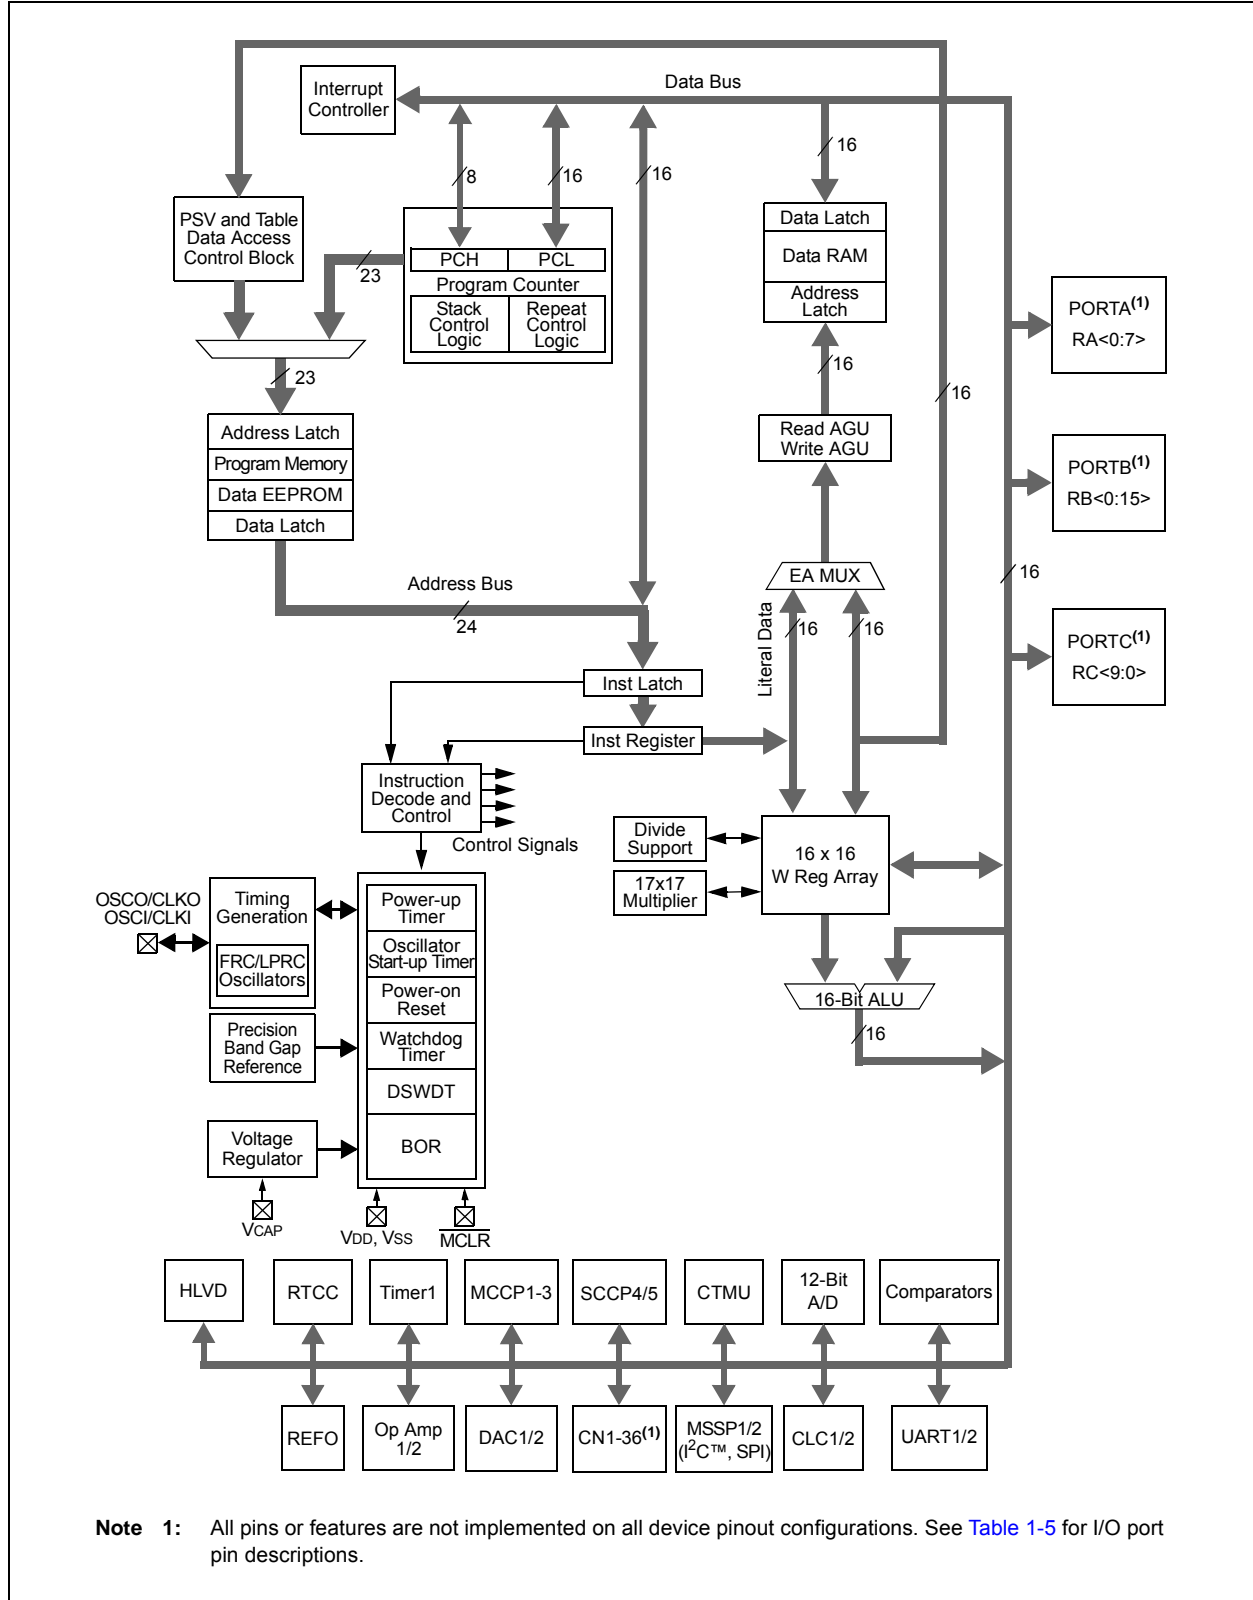 Data Bus
Interrupt
Controller
8
16
16
16
PSV and Table
Data Access
Control Block
23
PCH
PCL
Program Counter
Stack
Control
Logic
Repeat
Control
Logic
Data Latch
Data RAM
Address
Latch
PORTA(1)
RA<0:7>
23
16
16
Address Latch
Program Memory
Data EEPROM
Data Latch
Read AGU
Write AGU
PORTB(1)
RB<0:15>
Address Bus
24
EA MUX
16
Literal Data
16
16
PORTC(1)
RC<9:0>
Inst Latch
Inst Register
Instruction
Decode and
Control
Control Signals
Divide
Support
17x17
Multiplier
16 x 16
W Reg Array
OSCO/CLKO
OSCI/CLKI
Timing
Generation
FRC/LPRC
Oscillators
Power-up
Timer
Oscillator
Start-up Timer
Power-on
Reset
Watchdog
Timer
DSWDT
BOR
16-Bit ALU
16
Precision
Band Gap
Reference
Voltage
Regulator
VCAP
VDD, VSS
MCLR
HLVD
RTCC
Timer1
MCCP1-3
SCCP4/5
CTMU
12-Bit
A/D
Comparators
REFO
Op Amp
1/2
DAC1/2
CN1-36(1)
MSSP1/2
(I2C™, SPI)
CLC1/2
UART1/2
Note 1: All pins or features are not implemented on all device pinout configurations. See Table 1-5 for I/O port
pin descriptions.